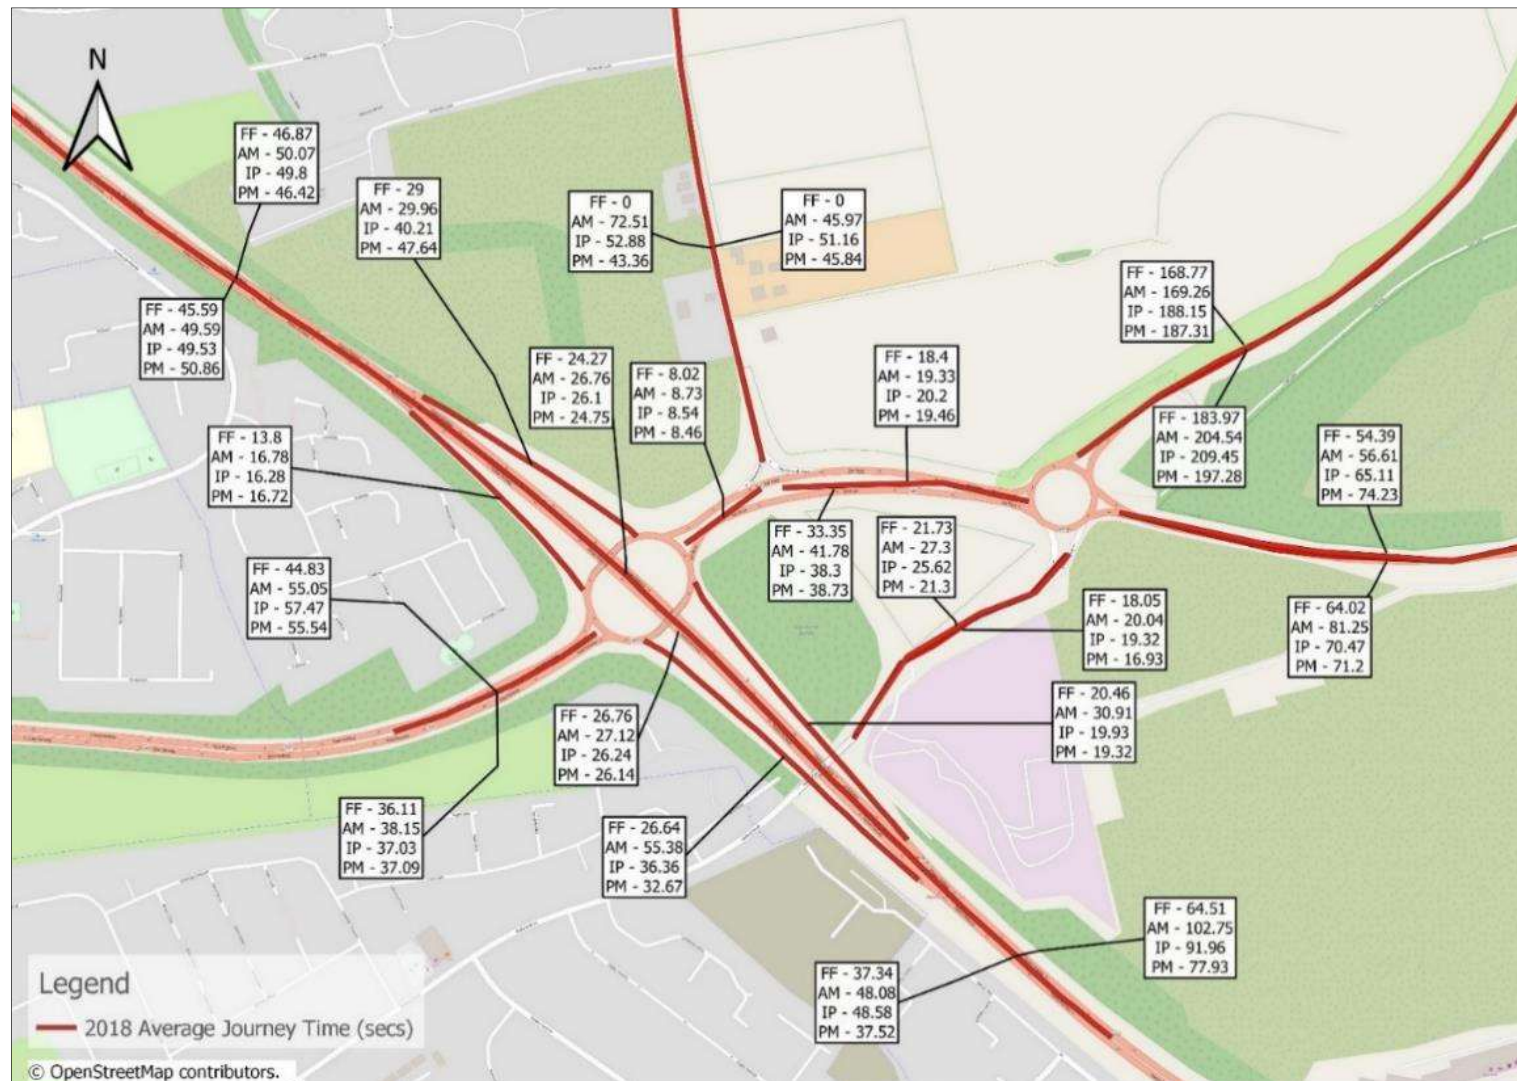 N
FF - 46.87
AM - 50.07
IP - 49.8
PM - 46.42
FF - 29
AM - 29.96
IP - 40.21
PM - 47.64
FF - 0
AM - 72.51
IP - 52.88
PM - 43.36
FF - 0
AM - 45.97
IP - 51.16
PM - 45.84
FF - 168.77
AM - 169.26
IP - 188.15
PM - 187.31
FF - 45.59
AM - 49.59
IP - 49.53
PM - 50.86
FF - 24.27
AM - 26.76
IP - 26.1
PM - 24.75
FF - 8.02
AM - 8.73
IP - 8.54
PM - 8.46
FF - 18.4
AM - 19.33
IP - 20.2
PM - 19.46
FF - 183.97
AM - 204.54
IP - 209.45
PM - 197.28
FF - 54.39
AM - 56.61
IP - 65.11
PM - 74.23
FF - 13.8
AM - 16.78
IP - 16.28
PM - 16.72
FF - 33.35
AM - 41.78
IP - 38.3
PM - 38.73
FF - 21.73
AM - 27.3
IP - 25.62
PM - 21.3
FF - 44.83
AM - 55.05
IP - 57.47
PM - 55.54
FF - 18.05
AM - 20.04
IP - 19.32
PM - 16.93
FF - 64.02
AM - 81.25
IP - 70.47
PM - 71.2
FF - 20.46
AM - 30.91
IP - 19.93
PM - 19.32
FF - 26.76
AM - 27.12
IP - 26.24
PM - 26.14
FF - 36.11
AM - 38.15
IP - 37.03
PM - 37.09
FF - 26.64
AM - 55.38
IP - 36.36
PM - 32.67
FF - 64.51
AM - 102.75
IP - 91.96
PM - 77.93
FF - 37.34
AM - 48.08
IP - 48.58
PM - 37.52
Legend
2018 Average Journey Time (secs)
© OpenStreetMap contributors.